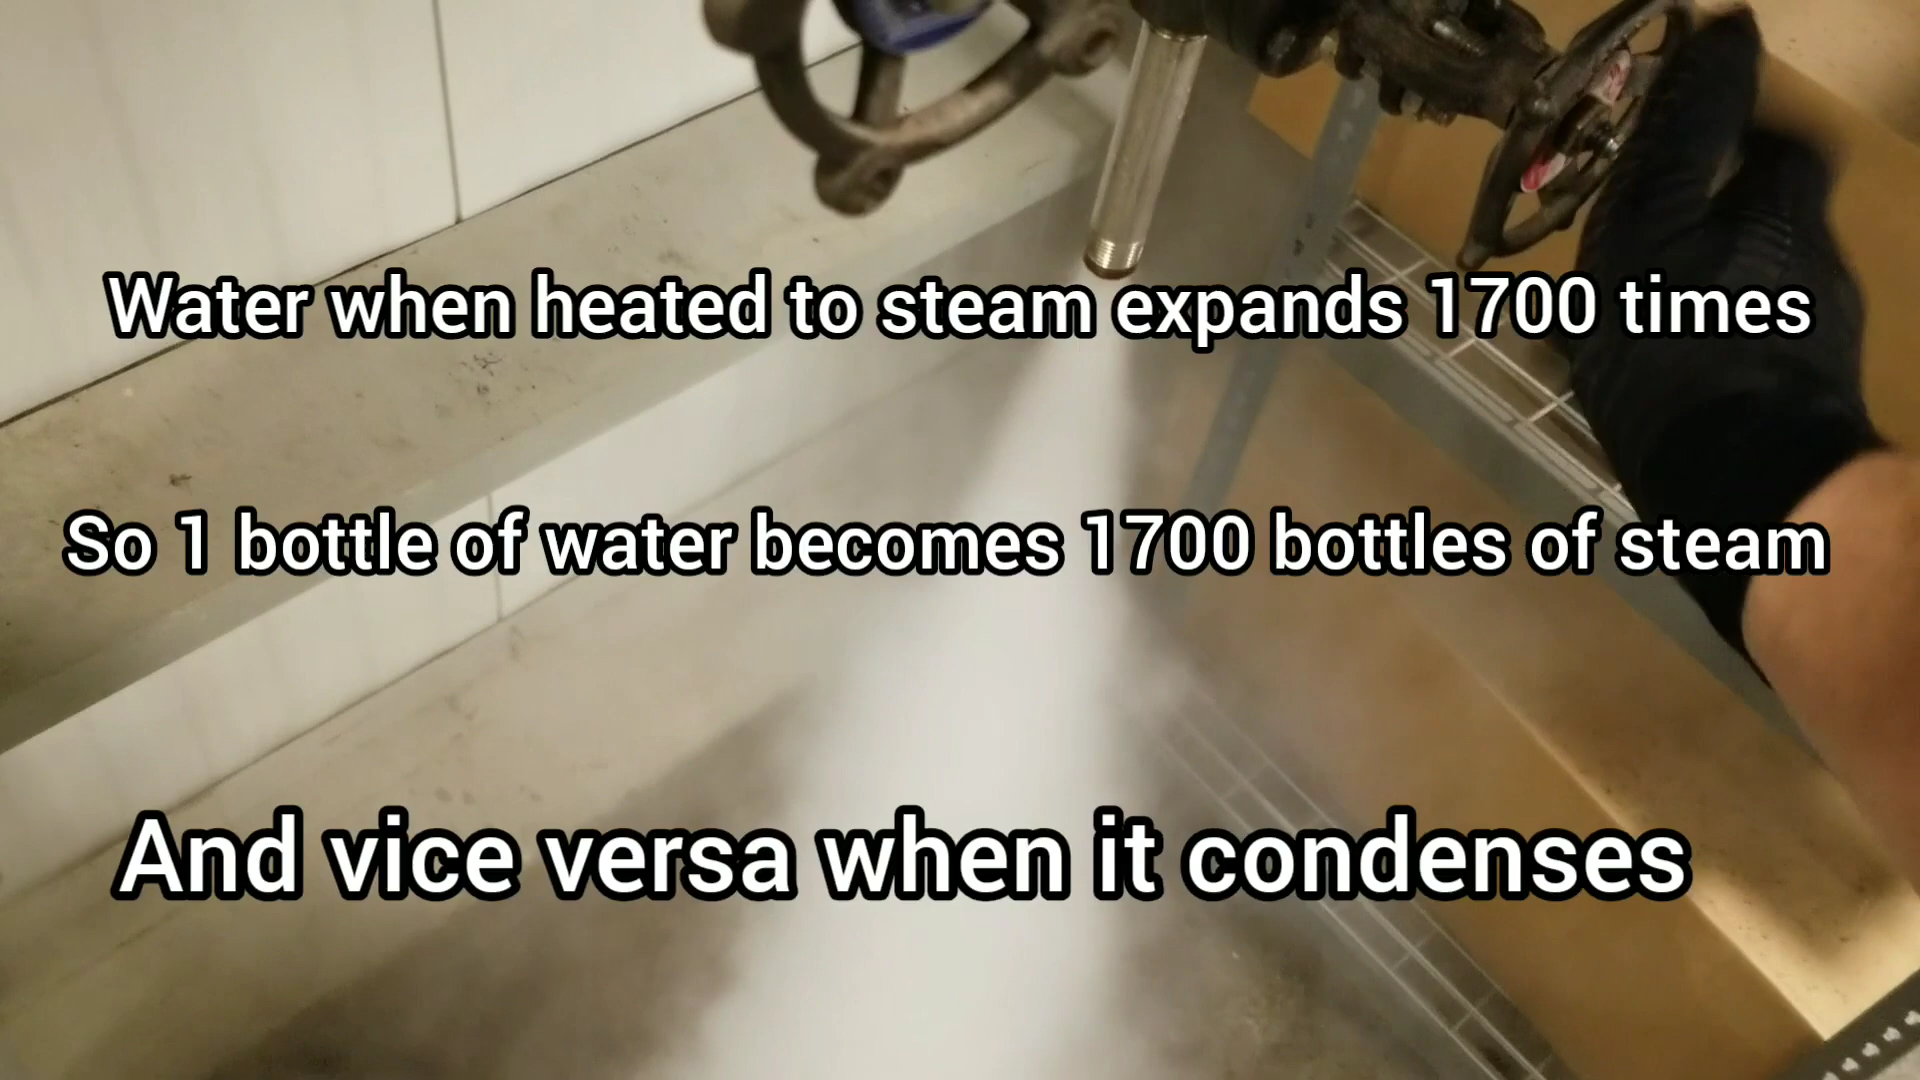 Water when heated to steam expands 1700 times
So 1 bottle of water becomes 1700 bottles of steam
And vice versa when it condenses